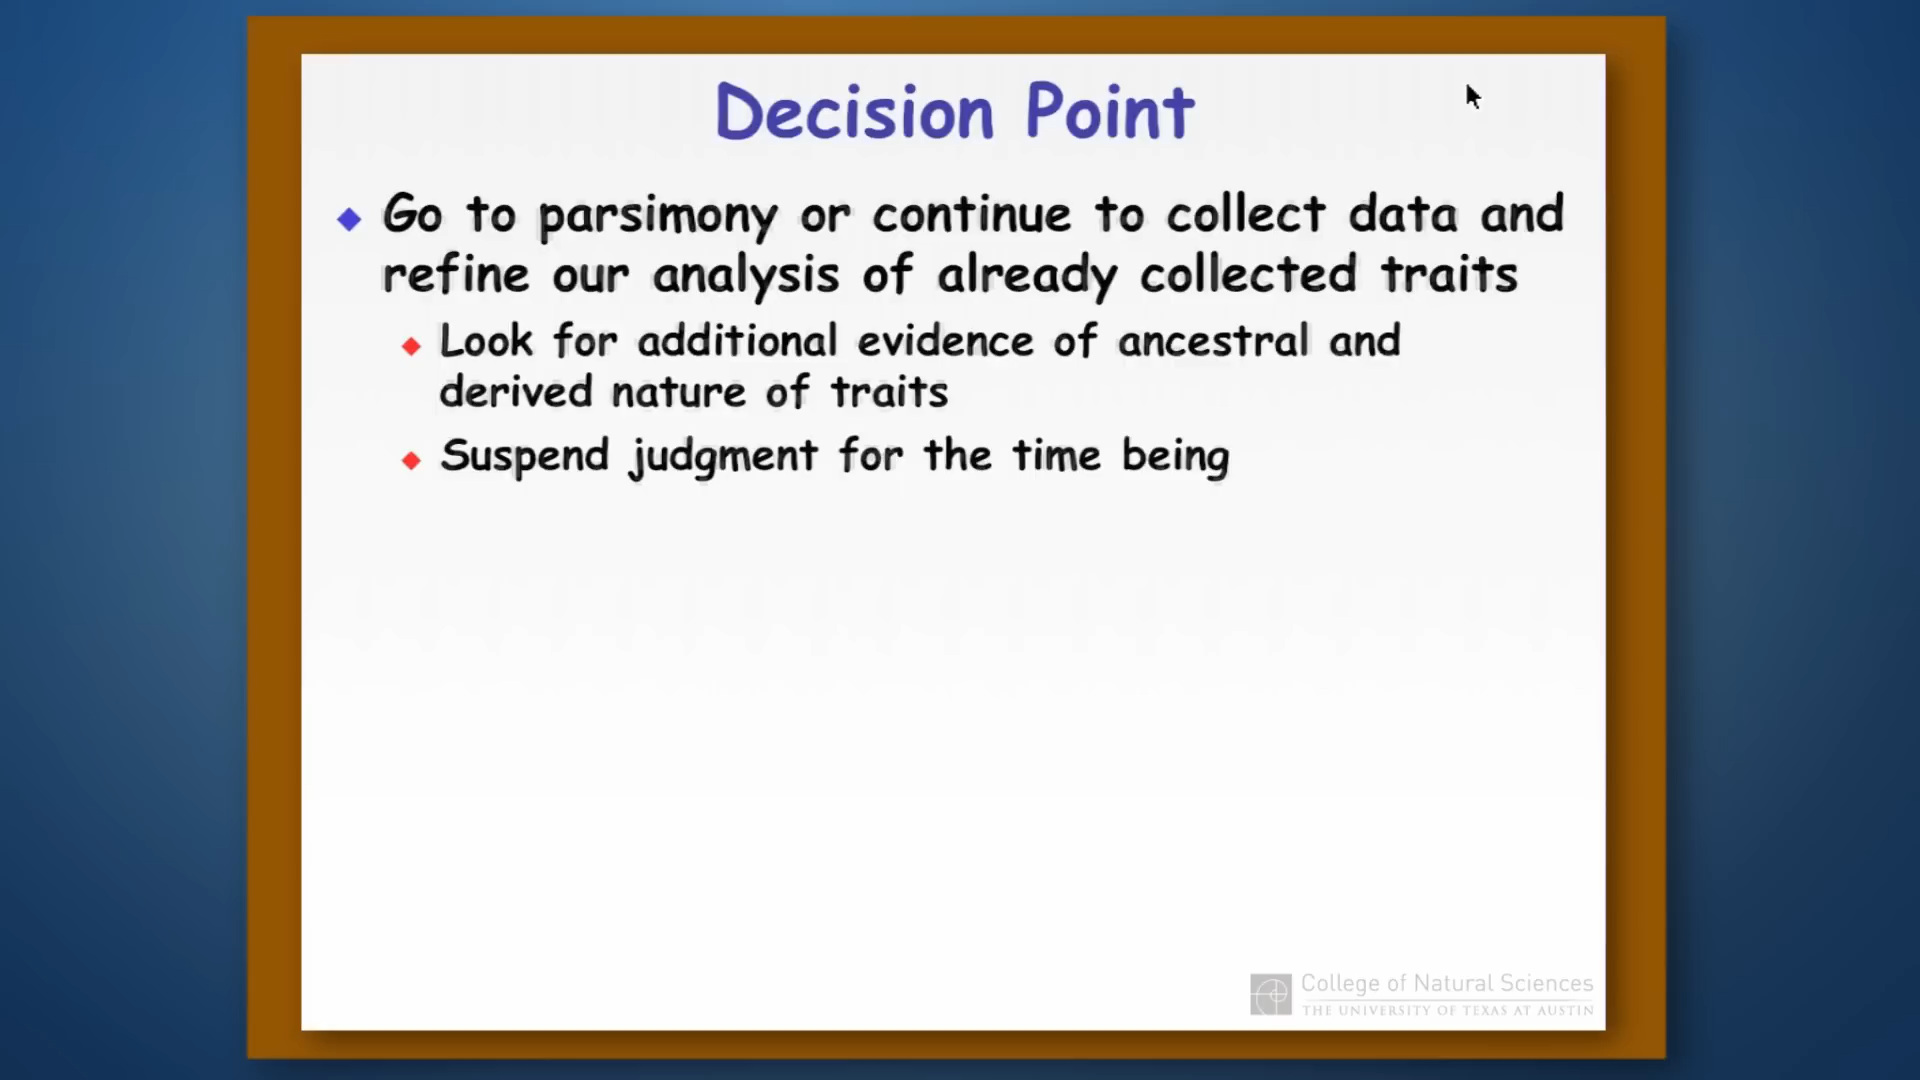 Decision Point
Go to parsimony or continue to collect data and
refine our analysis of already collected traits
Look for additional evidence of ancestral and
derived nature of traits
Suspend judgment for the time being
College of Natural Sciences
THE UNIVERSITY OF TEXAS AT AUSTIN